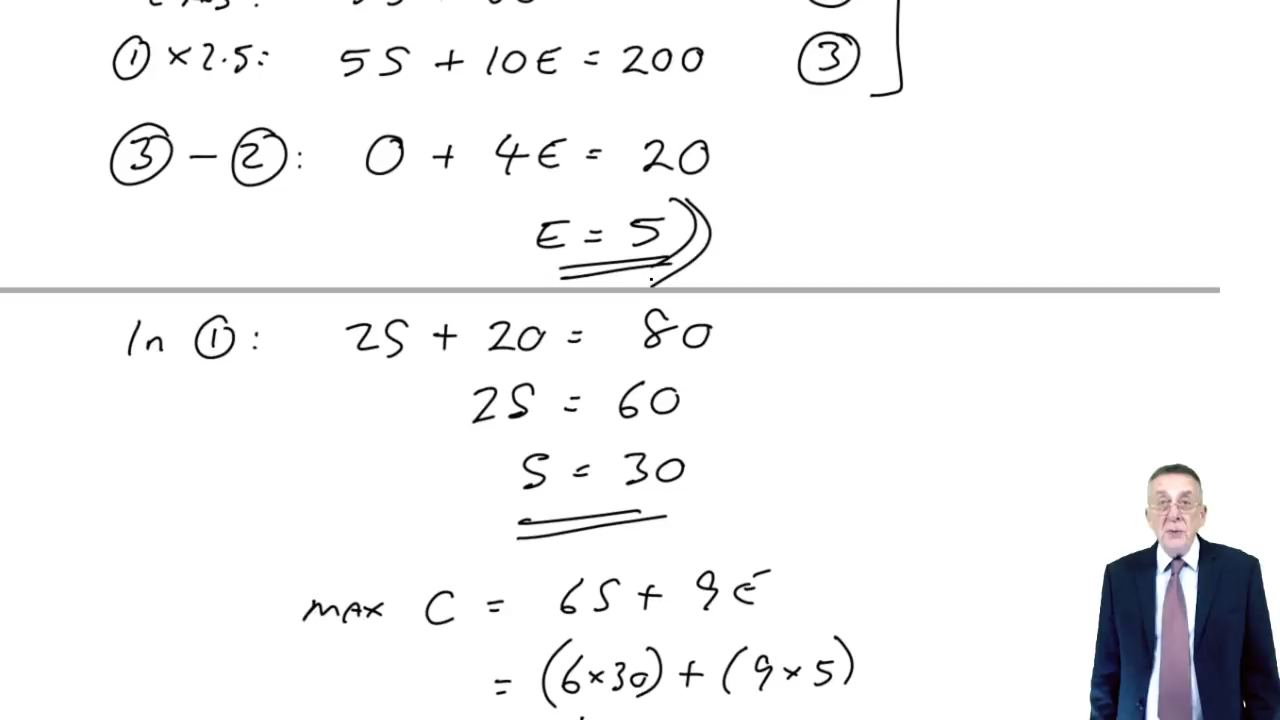 ① × 2.5: 5S + 10E = 200 ③
③ - ②: 0 + 4E = 20
E = 5
In ①: 2S + 20 = 80
2S = 60
S = 30
max C = 6S + 9E
= (6×30) + (9×5)